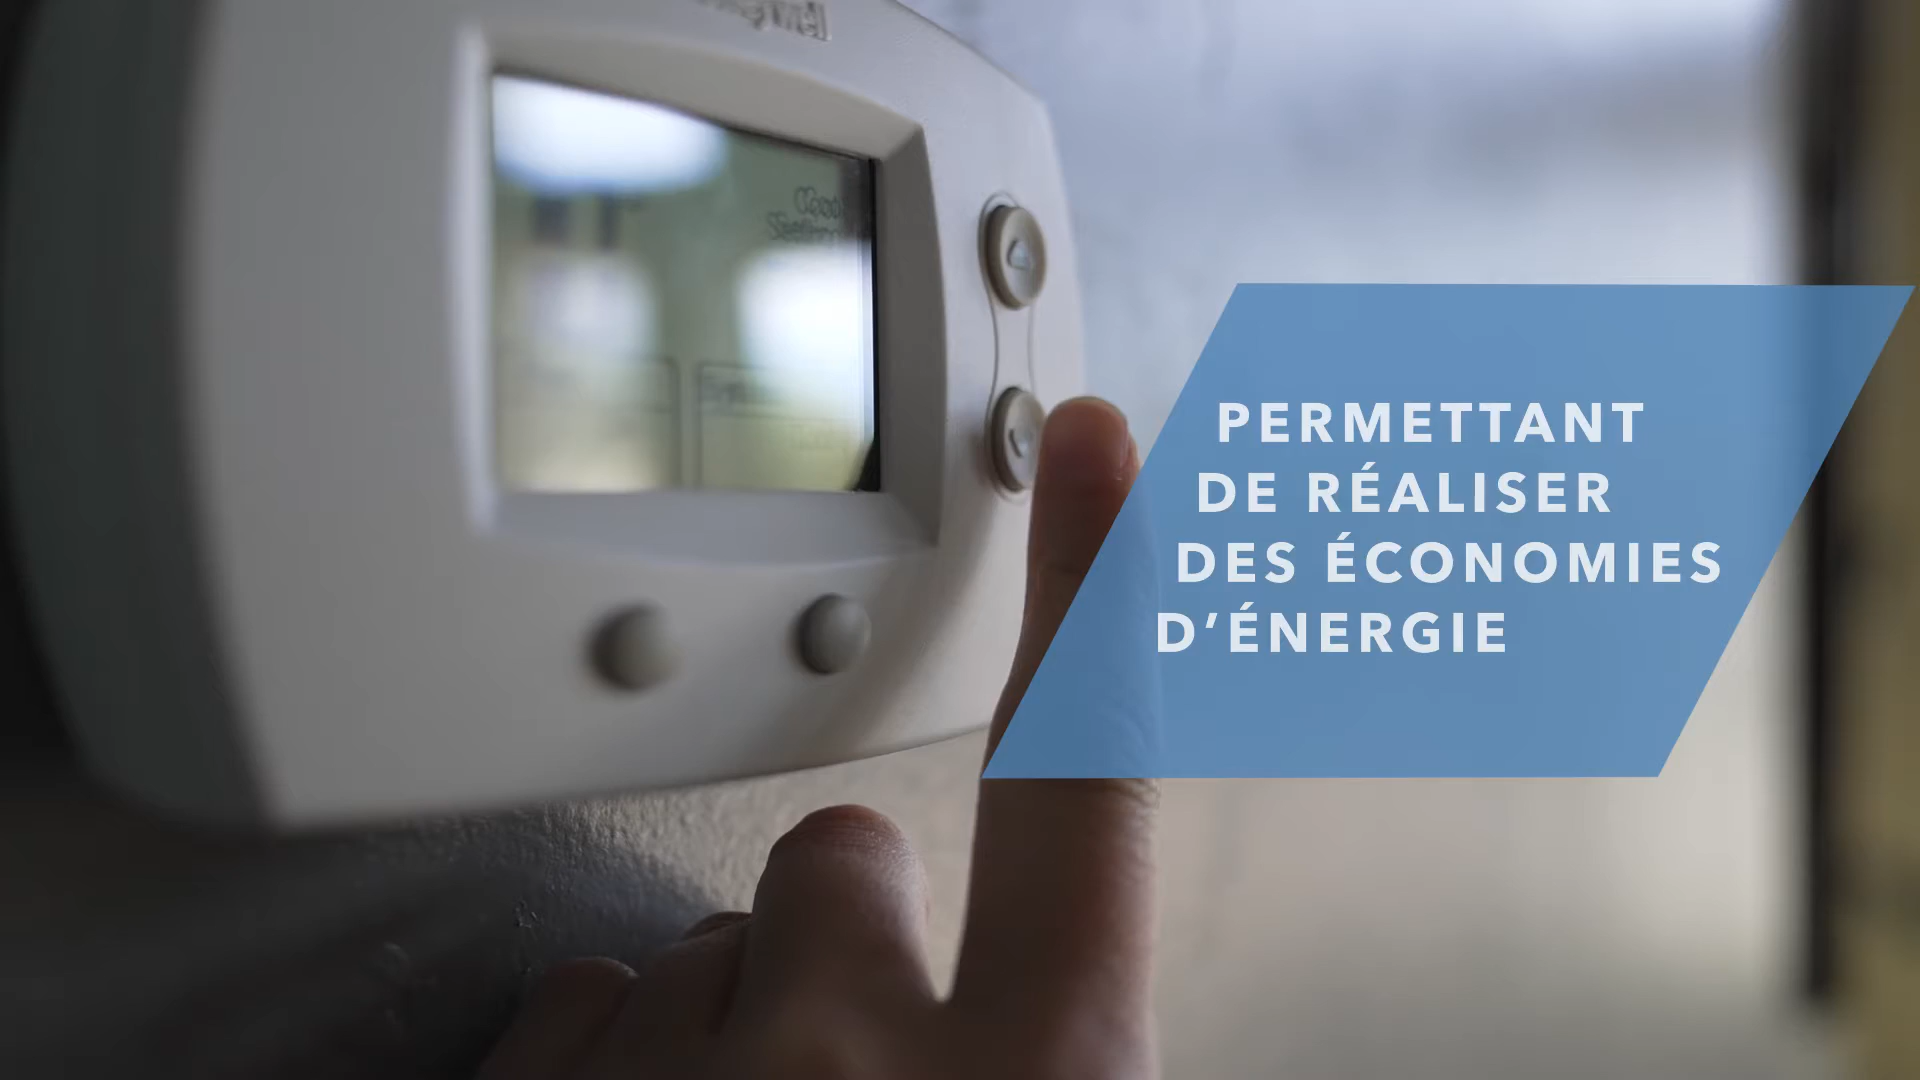 PERMETTANT
DE RÉALISER
DES ÉCONOMIES
D’ÉNERGIE